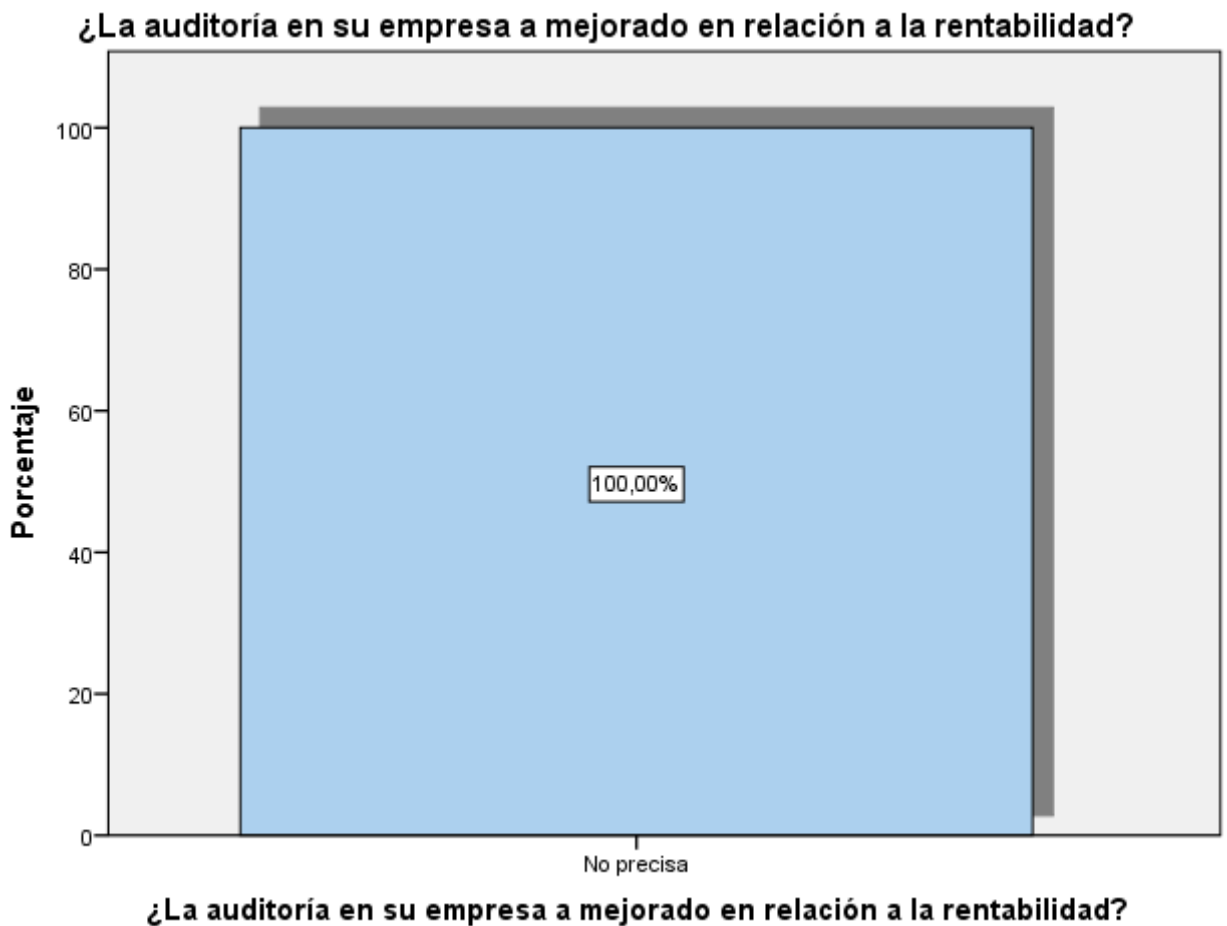 ¿La auditoría en su empresa a mejorado en relación a la rentabilidad?
Porcentaje
100
80
60
40
20
0
100,00%
No precisa
¿La auditoría en su empresa a mejorado en relación a la rentabilidad?